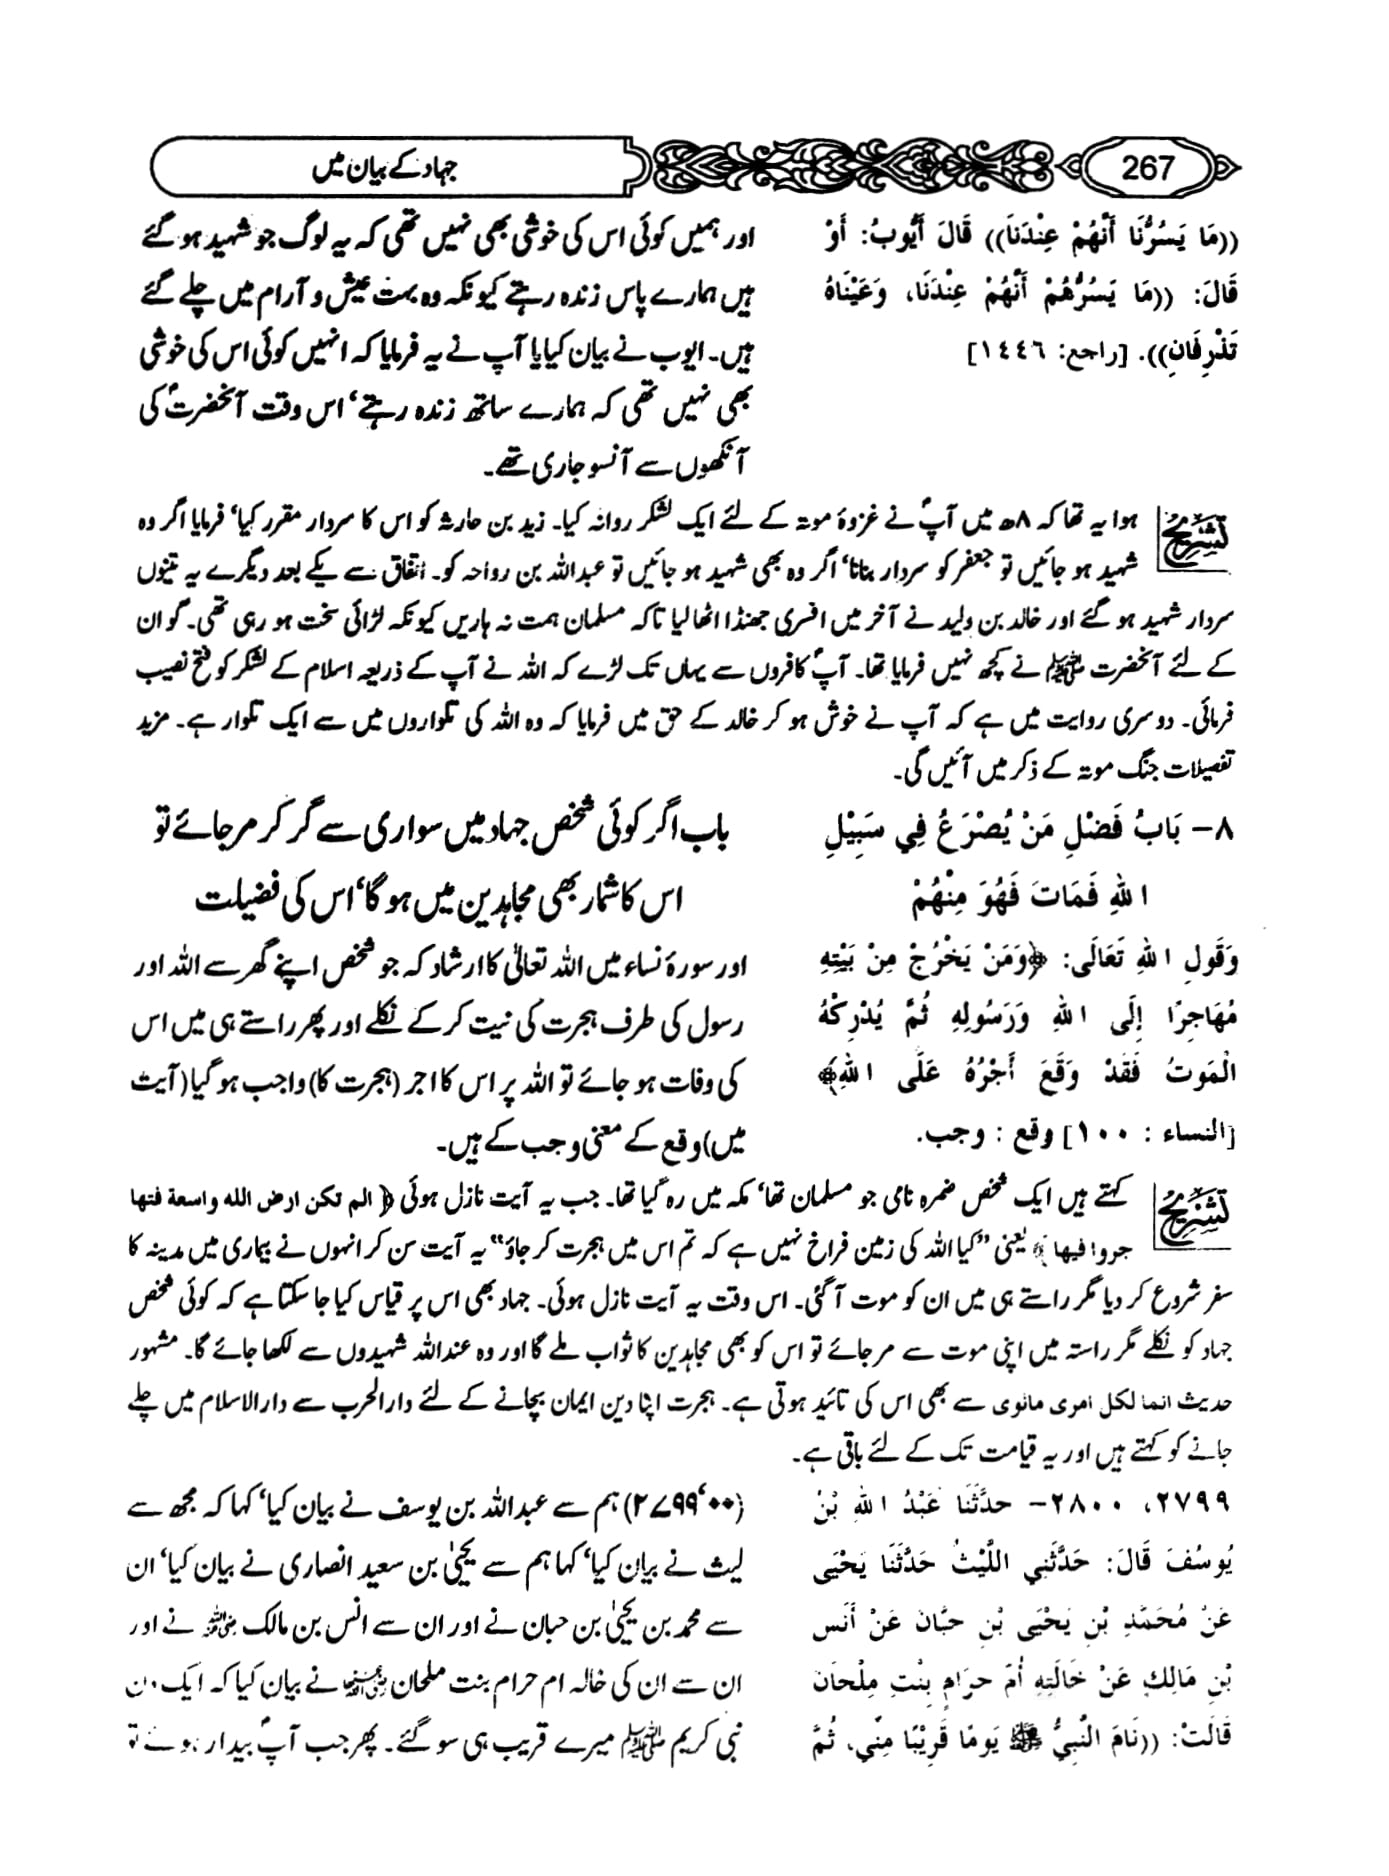 267
جہاد کے بیان میں
((مَا يَسُرُّنَا أَنَّهُمْ عِنْدَنَا)) قَالَ أَيُّوبُ: أَوْ
قَالَ: ((مَا يَسُرُّهُمْ أَنَّهُمْ عِنْدَنَا، وَعَيْنَاهُ
تَذْرِفَانِ)). [راجع: ١٤٤٦]
اور ہمیں کوئی اس کی خوشی بھی نہیں تھی کہ یہ لوگ جو شہید ہو گئے
ہیں ہمارے پاس زندہ رہتے کیونکہ وہ بہت عیش و آرام میں چلے گئے
ہیں۔ ایوب نے بیان کیا یا آپ نے یہ فرمایا کہ انہیں کوئی اس کی خوشی
بھی نہیں تھی کہ ہمارے ساتھ زندہ رہتے‘ اس وقت آنحضرتؐ کی
آنکھوں سے آنسو جاری تھے۔
تشریح
ہوا یہ تھا کہ ۸ھ میں آپؐ نے غزوۂ موتہ کے لئے ایک لشکر روانہ کیا۔ زید بن حارثہ کو اس کا سردار مقرر کیا‘ فرمایا اگر وہ
شہید ہو جائیں تو جعفر کو سردار بنانا‘ اگر وہ بھی شہید ہو جائیں تو عبداللہ بن رواحہ کو۔ اتفاق سے یکے بعد دیگرے یہ تینوں
سردار شہید ہو گئے اور خالد بن ولید نے آخر میں افسری جھنڈا اٹھا لیا تاکہ مسلمان ہمت نہ ہاریں کیونکہ لڑائی سخت ہو رہی تھی۔ گو ان
کے لئے آنحضرت ﷺ نے کچھ نہیں فرمایا تھا۔ آپؐ کافروں سے یہاں تک لڑے کہ اللہ نے آپ کے ذریعہ اسلام کے لشکر کو فتح نصیب
فرمائی۔ دوسری روایت میں ہے کہ آپ نے خوش ہو کر خالد کے حق میں فرمایا کہ وہ اللہ کی تلواروں میں سے ایک تلوار ہے۔ مزید
تفصیلات جنگ موتہ کے ذکر میں آئیں گی۔
٨- بَابُ فَضْلِ مَنْ يُصْرَعُ فِي سَبِيْلِ
اللهِ فَمَاتَ فَهُوَ مِنْهُمْ
باب اگر کوئی شخص جہاد میں سواری سے گر کر مر جائے تو
اس کا شمار بھی مجاہدین میں ہو گا‘ اس کی فضیلت
وَقَولِ اللهِ تَعَالَى: ﴿وَمَنْ يَخْرُجْ مِنْ بَيْتِهِ
مُهَاجِرًا إِلَى اللهِ وَرَسُولِهِ ثُمَّ يُدْرِكْهُ
الْمَوتُ فَقَدْ وَقَعَ أَجْرُهُ عَلَى اللهِ﴾
[النساء : ١٠٠] وقع : وجب.
اور سورۂ نساء میں اللہ تعالیٰ کا ارشاد کہ جو شخص اپنے گھر سے اللہ اور
رسول کی طرف ہجرت کی نیت کر کے نکلے اور پھر راستے ہی میں اس
کی وفات ہو جائے تو اللہ پر اس کا اجر (ہجرت کا) واجب ہو گیا (آیت
میں) وقع کے معنی وجب کے ہیں۔
تشریح
کہتے ہیں ایک شخص ضمرہ نامی جو مسلمان تھا‘ مکہ میں رہ گیا تھا۔ جب یہ آیت نازل ہوئی ﴿ الم تکن ارض الله واسعة فتها
جروا فیها ﴾ یعنی ”کیا اللہ کی زمین فراخ نہیں ہے کہ تم اس میں ہجرت کر جاؤ“ یہ آیت سن کر انہوں نے بیماری میں مدینہ کا
سفر شروع کر دیا مگر راستے ہی میں ان کو موت آ گئی۔ اس وقت یہ آیت نازل ہوئی۔ جہاد بھی اس پر قیاس کیا جا سکتا ہے کہ کوئی شخص
جہاد کو نکلے مگر راستہ میں اپنی موت سے مر جائے تو اس کو بھی مجاہدین کا ثواب ملے گا اور وہ عنداللہ شہیدوں سے لکھا جائے گا۔ مشہور
حدیث انما لکل امری مانوی سے بھی اس کی تائید ہوتی ہے۔ ہجرت اپنا دین ایمان بچانے کے لئے دارالحرب سے دارالاسلام میں چلے
جانے کو کہتے ہیں اور یہ قیامت تک کے لئے باقی ہے۔
٢٧٩٩، ٢٨٠٠- حدَّثَنَا عَبْدُ اللهِ بْنُ
يُوسُفَ قَالَ: حَدَّثَنِي اللَّيْثُ حَدَّثَنَا يَحْيَى
عَنْ مُحَمَّدِ بْنِ يَحْيَى بْنِ حبَّان عَنْ أَنَسِ
بْنِ مَالِكٍ عَنْ خَالَتِهِ أُمِّ حرَامٍ بِنْتِ مِلْحَان
قَالَتْ: ((نَامَ النَّبِيُّ ﷺ يَومًا قَرِيْبًا مِنِّي، ثُمَّ
(۲۷۹۹‘۰۰) ہم سے عبداللہ بن یوسف نے بیان کیا‘ کہا کہ مجھ سے
لیث نے بیان کیا‘ کہا ہم سے یحییٰ بن سعید انصاری نے بیان کیا‘ ان
سے محمد بن یحییٰ بن حبان نے اور ان سے انس بن مالک رضی اللہ عنہ نے اور
ان سے ان کی خالہ ام حرام بنت ملحان رضی اللہ عنہا نے بیان کیا کہ ایک دن
نبی کریم ﷺ میرے قریب ہی سو گئے۔ پھر جب آپؐ بیدار ہوئے تو